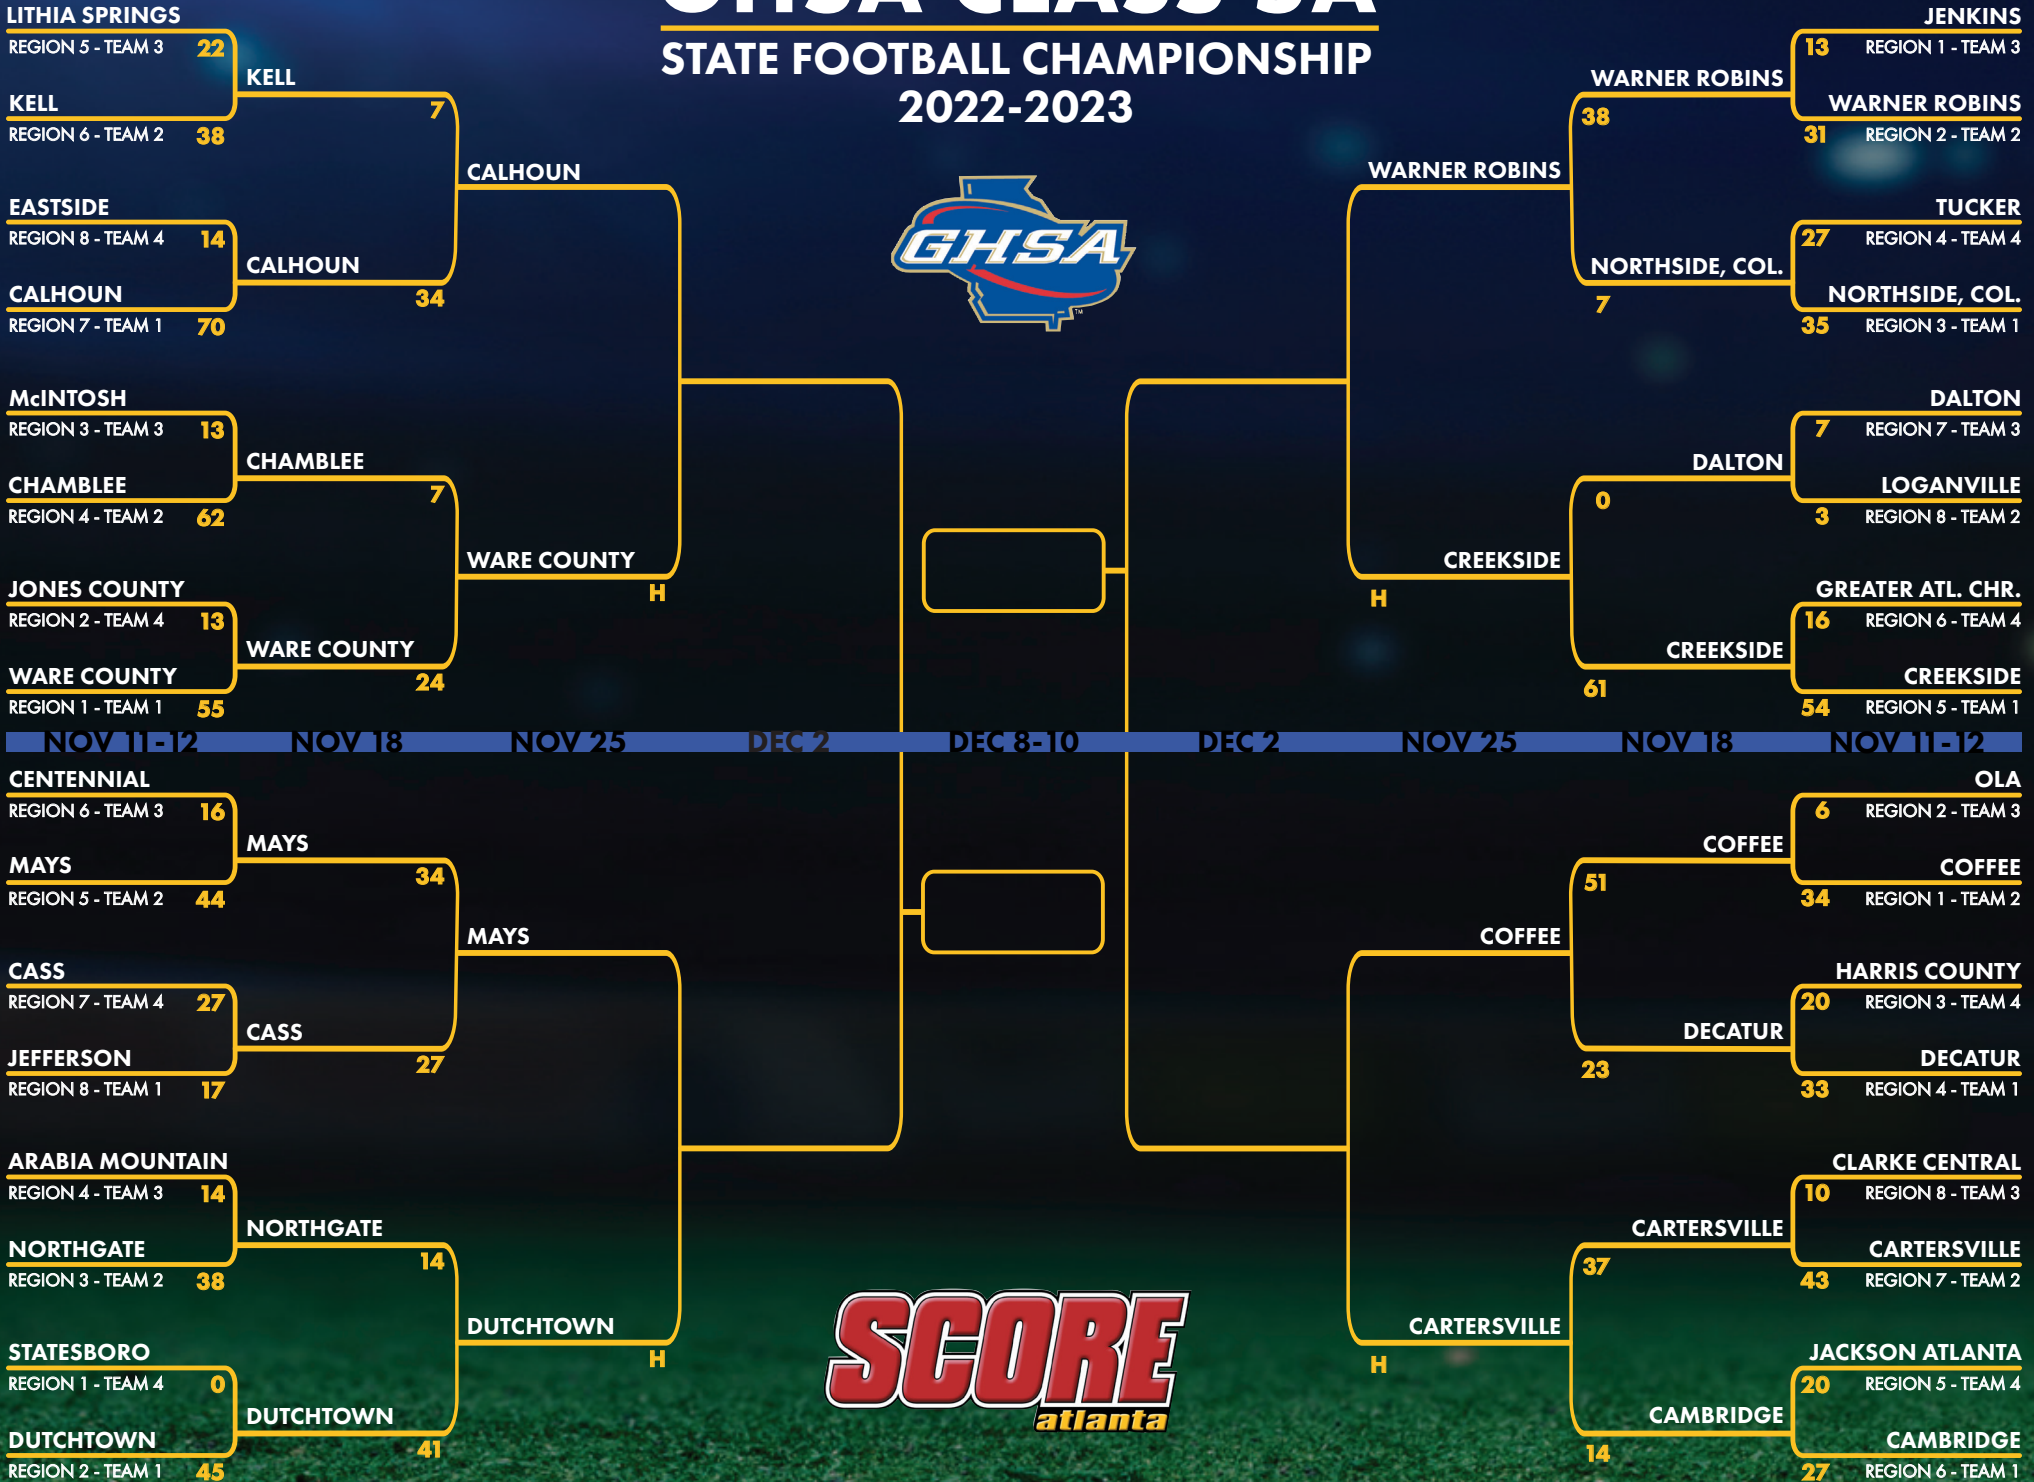 GHSA CLASS 5A
STATE FOOTBALL CHAMPIONSHIP
2022-2023
LITHIA SPRINGS
REGION 5 - TEAM 3 22
KELL
7
KELL
REGION 6 - TEAM 2 38
CALHOUN
EASTSIDE
REGION 8 - TEAM 4 14
CALHOUN
34
CALHOUN
REGION 7 - TEAM 1 70
McINTOSH
REGION 3 - TEAM 3 13
CHAMBLEE
7
CHAMBLEE
REGION 4 - TEAM 2 62
WARE COUNTY
H
JONES COUNTY
REGION 2 - TEAM 4 13
WARE COUNTY
24
WARE COUNTY
REGION 1 - TEAM 1 55
GHSA
TM
JENKINS
13 REGION 1 - TEAM 3
WARNER ROBINS
38
WARNER ROBINS
31 REGION 2 - TEAM 2
WARNER ROBINS
TUCKER
27 REGION 4 - TEAM 4
NORTHSIDE, COL.
7
NORTHSIDE, COL.
35 REGION 3 - TEAM 1
DALTON
7 REGION 7 - TEAM 3
DALTON
0
LOGANVILLE
3 REGION 8 - TEAM 2
CREEKSIDE
H
GREATER ATL. CHR.
16 REGION 6 - TEAM 4
CREEKSIDE
61
CREEKSIDE
54 REGION 5 - TEAM 1
NOV 11-12 NOV 18 NOV 25 DEC 2 DEC 8-10 DEC 2 NOV 25 NOV 18 NOV 11-12
CENTENNIAL
REGION 6 - TEAM 3 16
MAYS
34
MAYS
REGION 5 - TEAM 2 44
MAYS
CASS
REGION 7 - TEAM 4 27
CASS
27
JEFFERSON
REGION 8 - TEAM 1 17
ARABIA MOUNTAIN
REGION 4 - TEAM 3 14
NORTHGATE
14
NORTHGATE
REGION 3 - TEAM 2 38
DUTCHTOWN
H
STATESBORO
REGION 1 - TEAM 4 0
DUTCHTOWN
41
DUTCHTOWN
REGION 2 - TEAM 1 45
SCORE
atlanta
OLA
6 REGION 2 - TEAM 3
COFFEE
51
COFFEE
34 REGION 1 - TEAM 2
COFFEE
HARRIS COUNTY
20 REGION 3 - TEAM 4
DECATUR
23
DECATUR
33 REGION 4 - TEAM 1
CLARKE CENTRAL
10 REGION 8 - TEAM 3
CARTERSVILLE
37
CARTERSVILLE
43 REGION 7 - TEAM 2
CARTERSVILLE
H
JACKSON ATLANTA
20 REGION 5 - TEAM 4
CAMBRIDGE
14
CAMBRIDGE
27 REGION 6 - TEAM 1